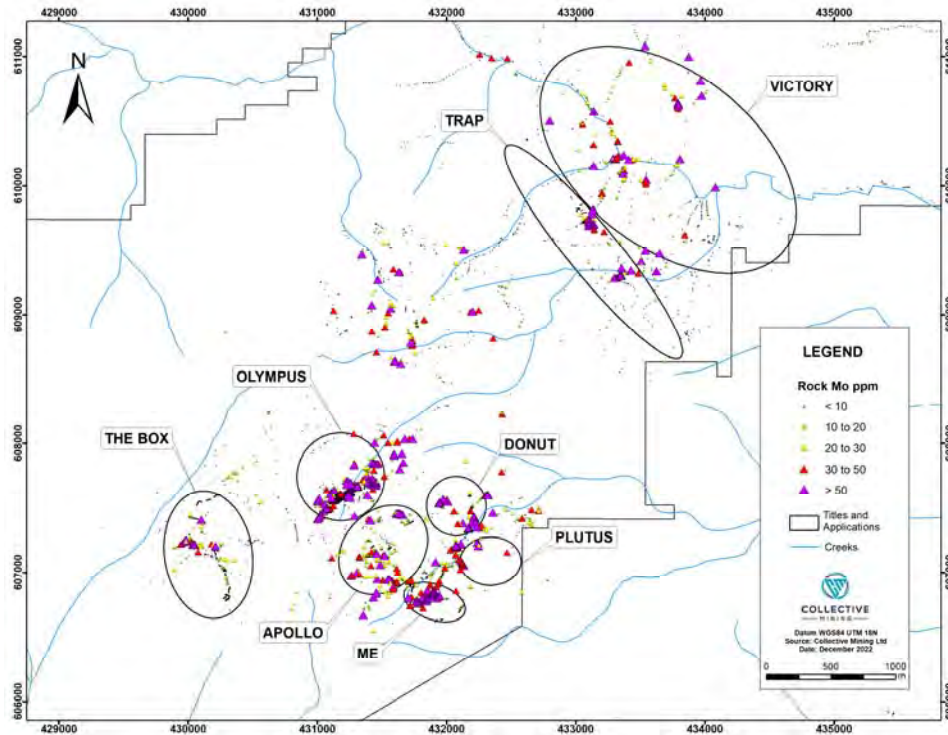 429000 430000 431000 432000 433000 434000 435000
611000
N
VICTORY
TRAP
610000
609000
OLYMPUS
608000
THE BOX
DONUT
607000
PLUTUS
APOLLO
ME
606000
429000 430000 431000 432000 433000 434000 435000
LEGEND
Rock Mo ppm
< 10
10 to 20
20 to 30
30 to 50
> 50
Titles and
Applications
Creeks
COLLECTIVE
MINING
Datum WGS84 UTM 18N
Source: Collective Mining Ltd
Date: December 2022
0 500 1000
m